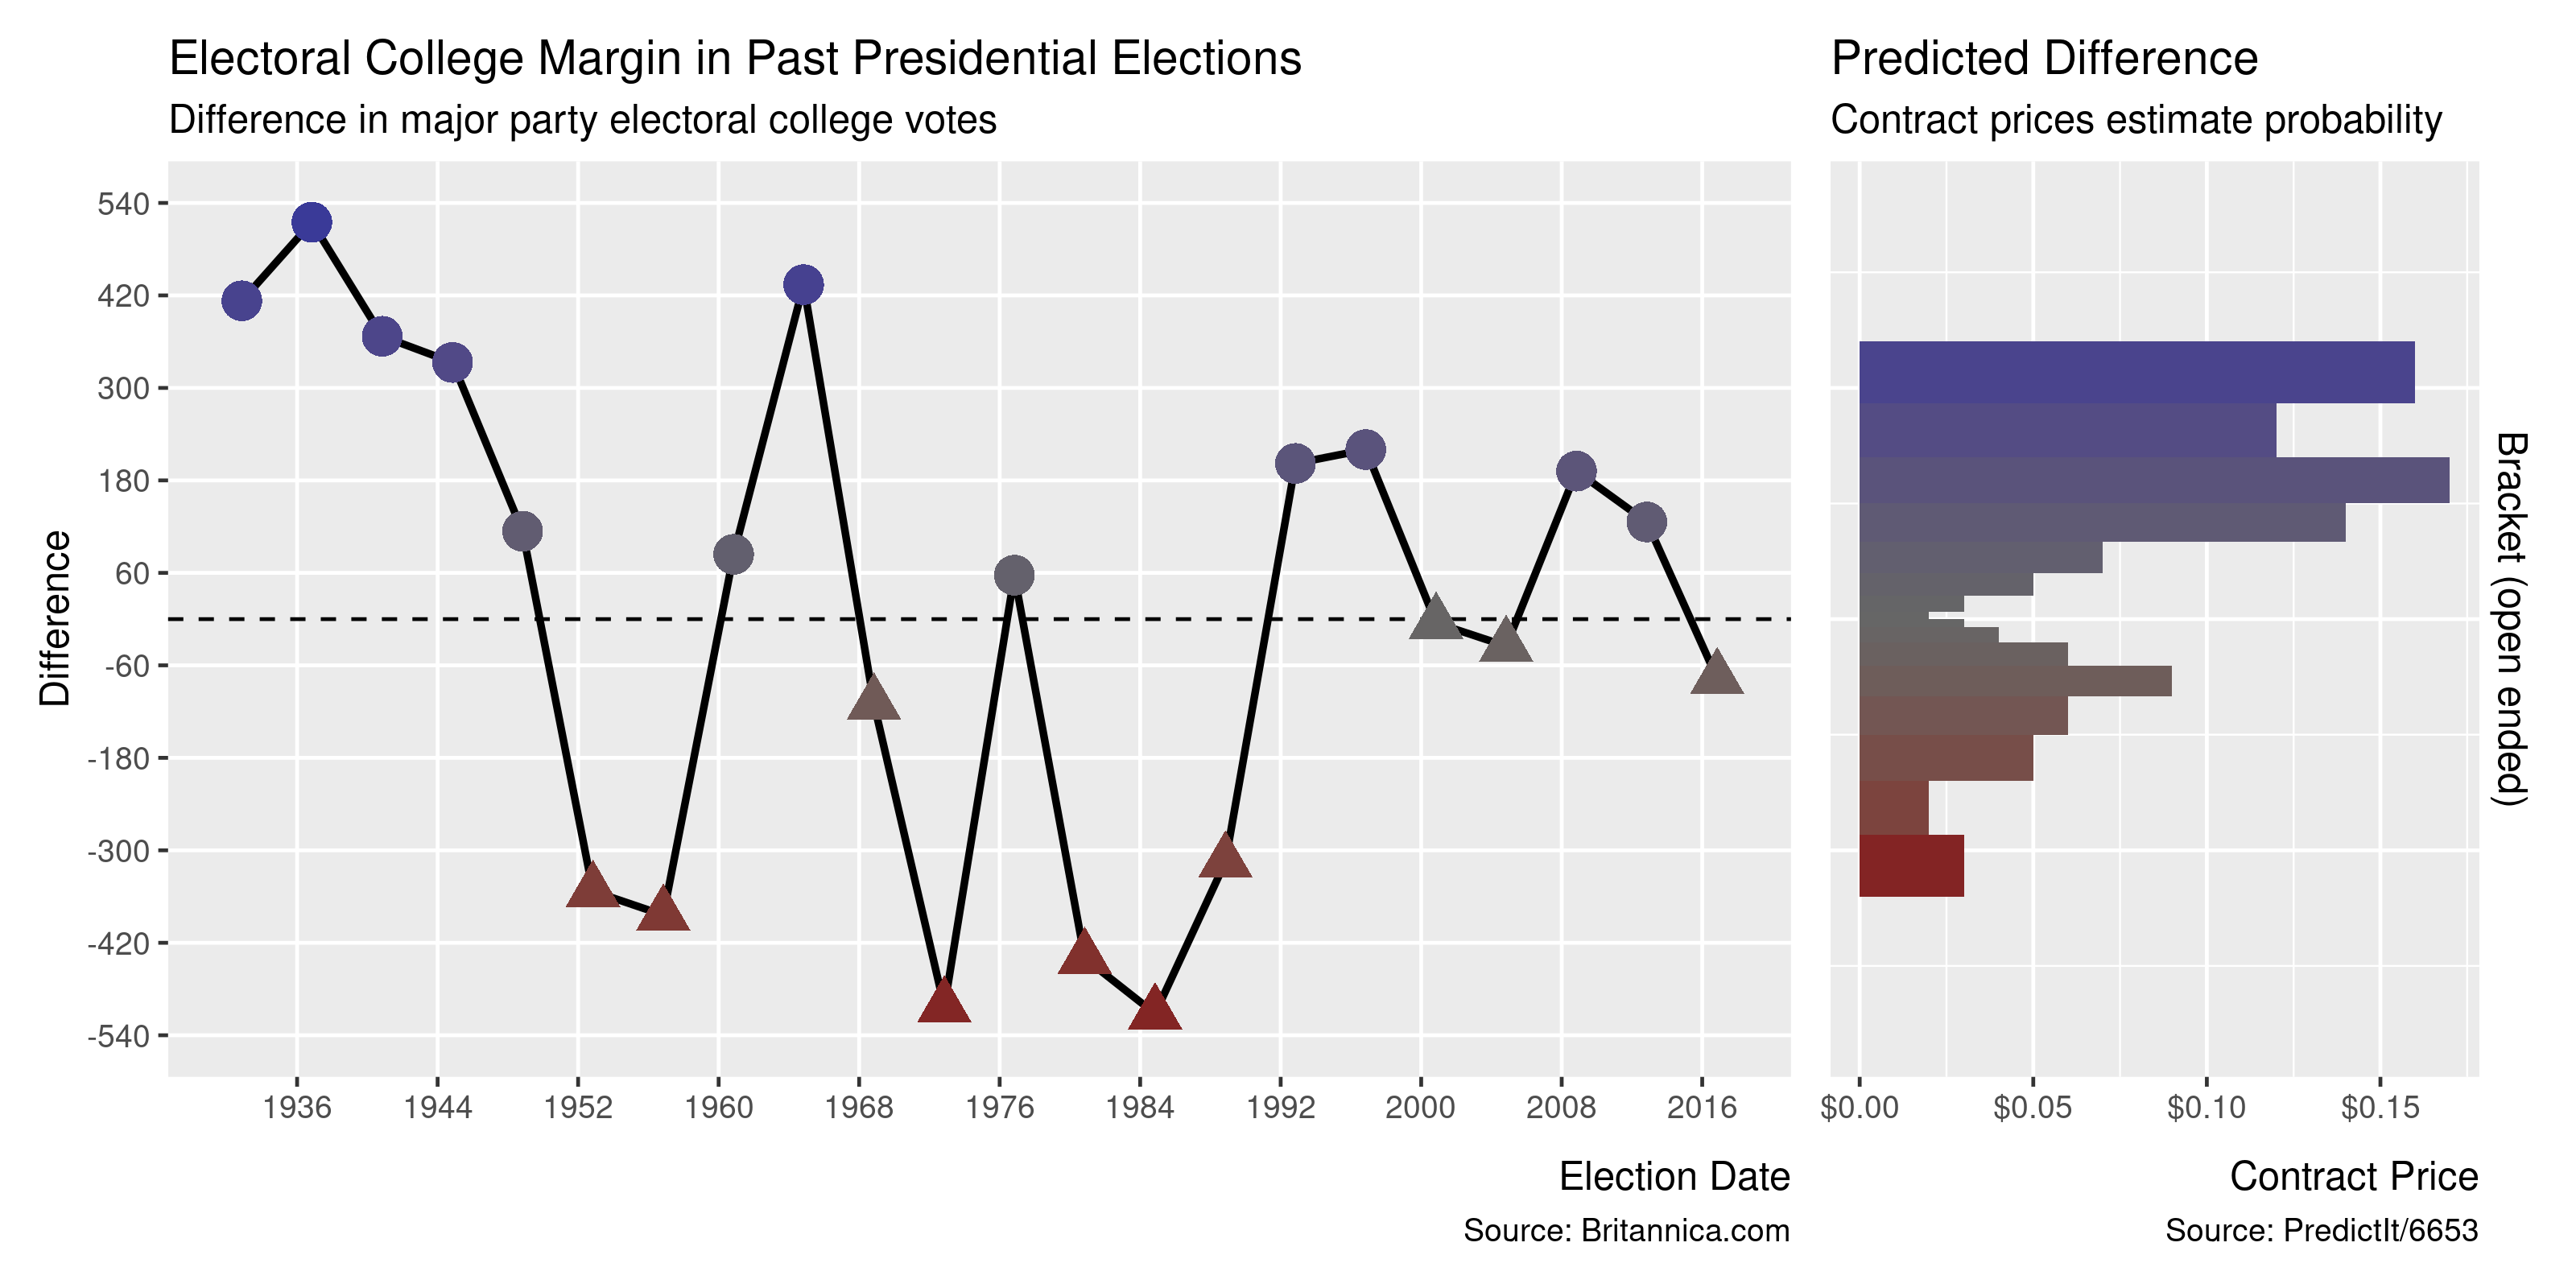 Electoral College Margin in Past Presidential Elections
Difference in major party electoral college votes
Difference
540
420
300
180
60
-60
-180
-300
-420
-540
1936 1944 1952 1960 1968 1976 1984 1992 2000 2008 2016
Election Date
Source: Britannica.com
Predicted Difference
Contract prices estimate probability
Bracket (open ended)
$0.00 $0.05 $0.10 $0.15
Contract Price
Source: PredictIt/6653